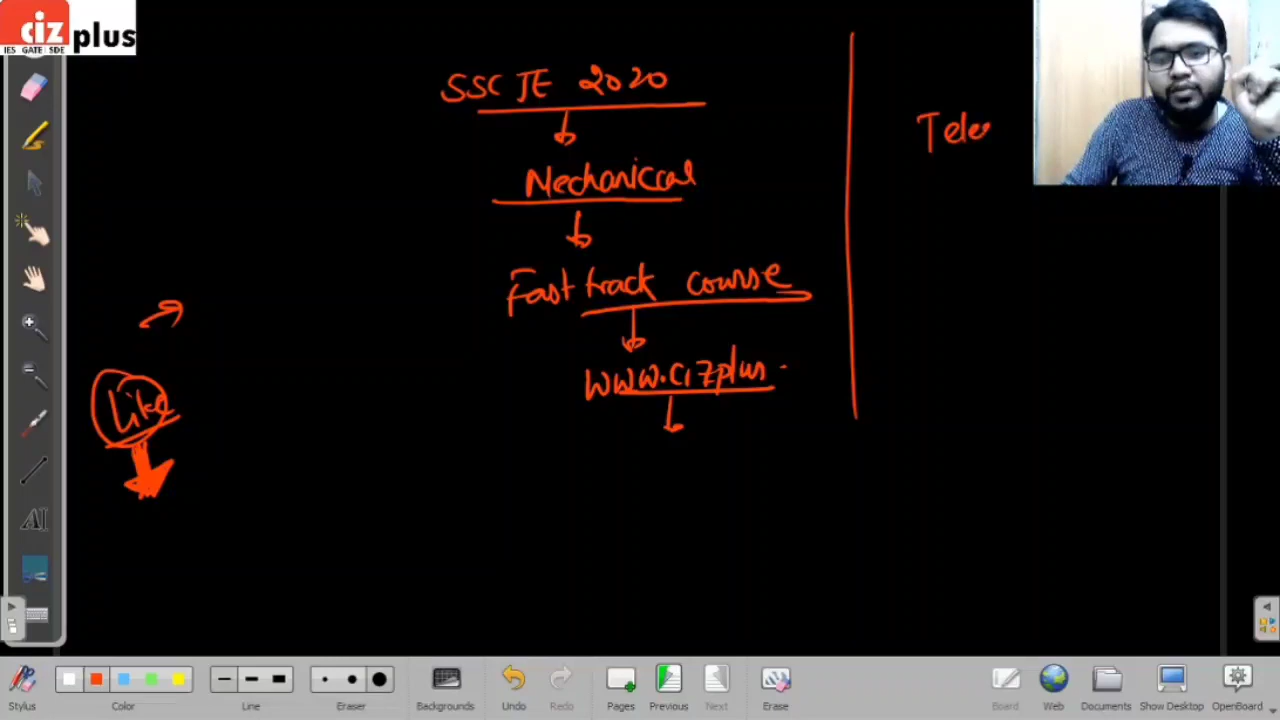 ciz plus
IES GATE SDE
SSC JE 2020
Mechanical
Fast track course
www.cizplus.
Tele
Like
AI
Stylus
Color
Line
Eraser
Backgrounds
Undo
Redo
Pages
Previous
Next
Erase
Board
Web
Documents
Show Desktop
OpenBoard